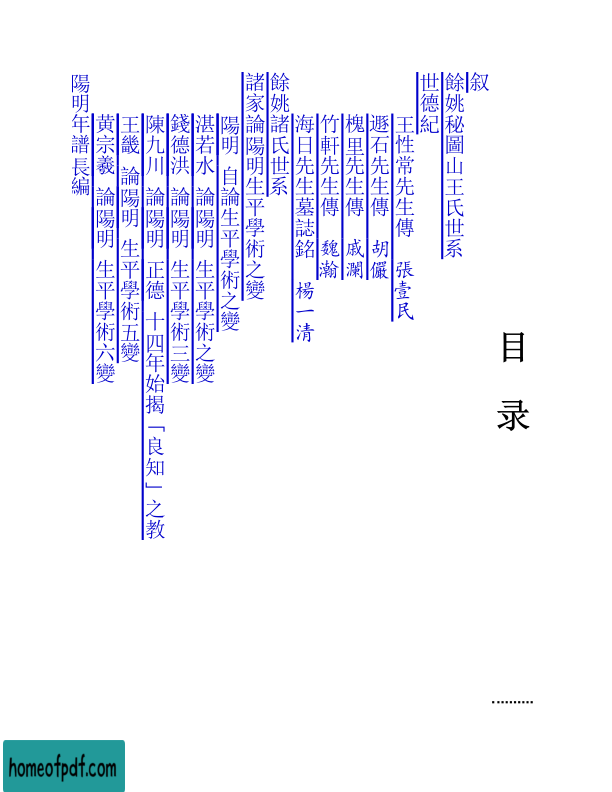 目录
叙
餘姚秘圖山王氏世系
世德紀
王性常先生傳 張壹民
遯石先生傳 胡儼
槐里先生傳 戚瀾
竹軒先生傳 魏瀚
海日先生墓誌銘 楊一清
餘姚諸氏世系
諸家論陽明生平學術之變
陽明 自論生平學術之變
湛若水 論陽明 生平學術之變
錢德洪 論陽明 生平學術三變
陳九川 論陽明 正德 十四年始揭「良知」之教
王畿 論陽明 生平學術五變
黃宗羲 論陽明 生平學術六變
陽明年譜長編
homeofpdf.com